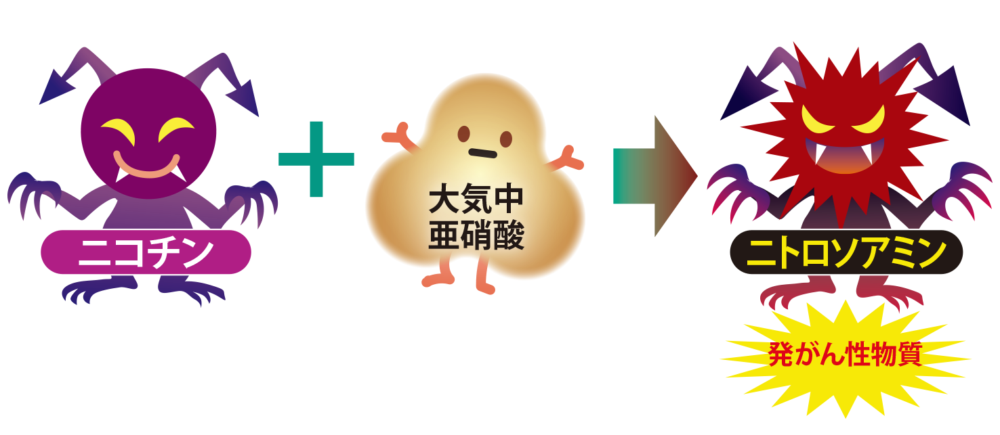 ニコチン
大気中
亜硝酸
ニトロソアミン
発がん性物質